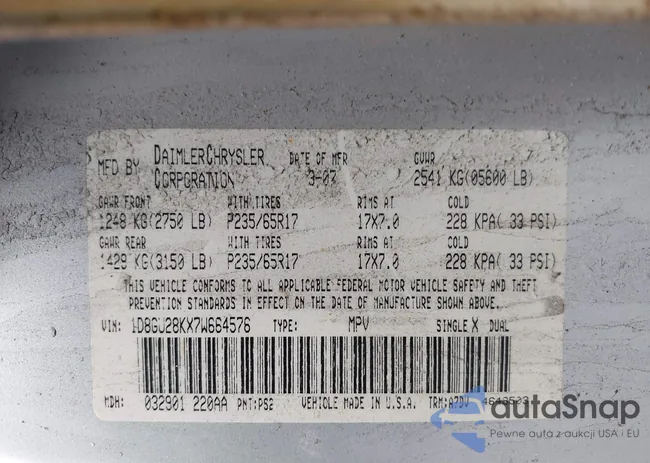 MFD BY DAIMLERCHRYSLER CORPORATION DATE OF MFR 3-07 GVWR 2541 KG(05600 LB)
GAWR FRONT WITH TIRES RIMS AT COLD
1248 KG(2750 LB) P235/65R17 17X7.0 228 KPA( 33 PSI)
GAWR REAR WITH TIRES RIMS AT COLD
1429 KG(3150 LB) P235/65R17 17X7.0 228 KPA( 33 PSI)
THIS VEHICLE CONFORMS TO ALL APPLICABLE FEDERAL MOTOR VEHICLE SAFETY AND THEFT
PREVENTION STANDARDS IN EFFECT ON THE DATE OF MANUFACTURE SHOWN ABOVE.
VIN: 1D8GU28KX7W664576 TYPE: MPV SINGLE X DUAL
MDH: 032901 220AA PNT:PS2 VEHICLE MADE IN U.S.A. TRM:A7DV
autaSnap
Pewne auta z aukcji USA i EU